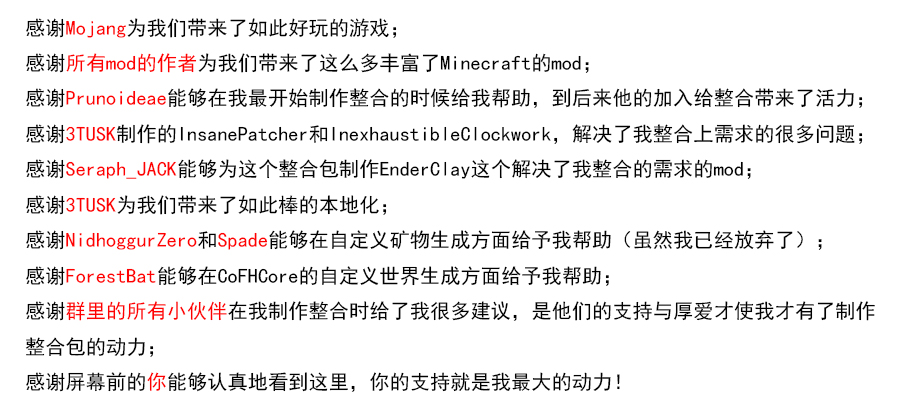 感谢Mojang为我们带来了如此好玩的游戏；
感谢所有mod的作者为我们带来了这么多丰富了Minecraft的mod；
感谢Prunoideae能够在我最开始制作整合的时候给我帮助，到后来他的加入给整合带来了活力；
感谢3TUSK制作的InsanePatcher和InexhaustibleClockwork，解决了我整合上需求的很多问题；
感谢Seraph_JACK能够为这个整合包制作EnderClay这个解决了我整合的需求的mod；
感谢3TUSK为我们带来了如此棒的本地化；
感谢NidhoggurZero和Spade能够在自定义矿物生成方面给予我帮助（虽然我已经放弃了）；
感谢ForestBat能够在CoFHCore的自定义世界生成方面给予我帮助；
感谢群里的所有小伙伴在我制作整合时给了我很多建议，是他们的支持与厚爱才使我才有了制作
整合包的动力；
感谢屏幕前的你能够认真地看到这里，你的支持就是我最大的动力！